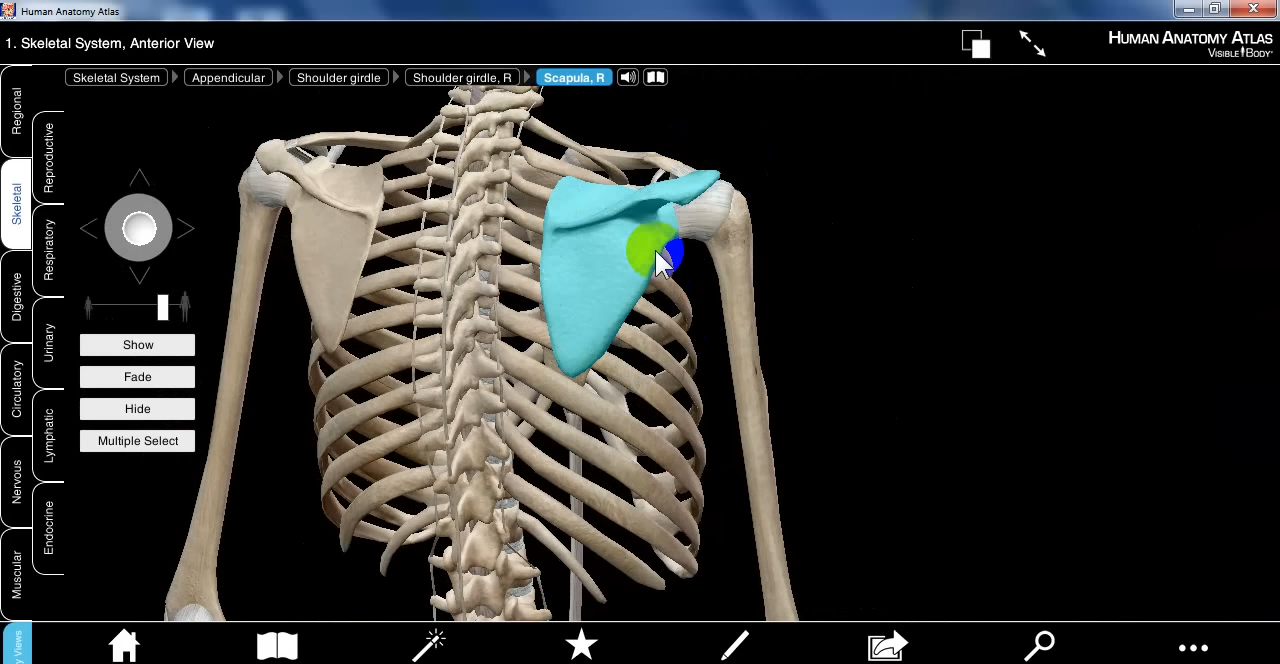 Human Anatomy Atlas
1. Skeletal System, Anterior View
HUMAN ANATOMY ATLAS
VISIBLE BODY
Skeletal System
Appendicular
Shoulder girdle
Shoulder girdle, R
Scapula, R
Regional
Skeletal
Digestive
Circulatory
Nervous
Muscular
Reproductive
Respiratory
Urinary
Lymphatic
Endocrine
Show
Fade
Hide
Multiple Select
Views